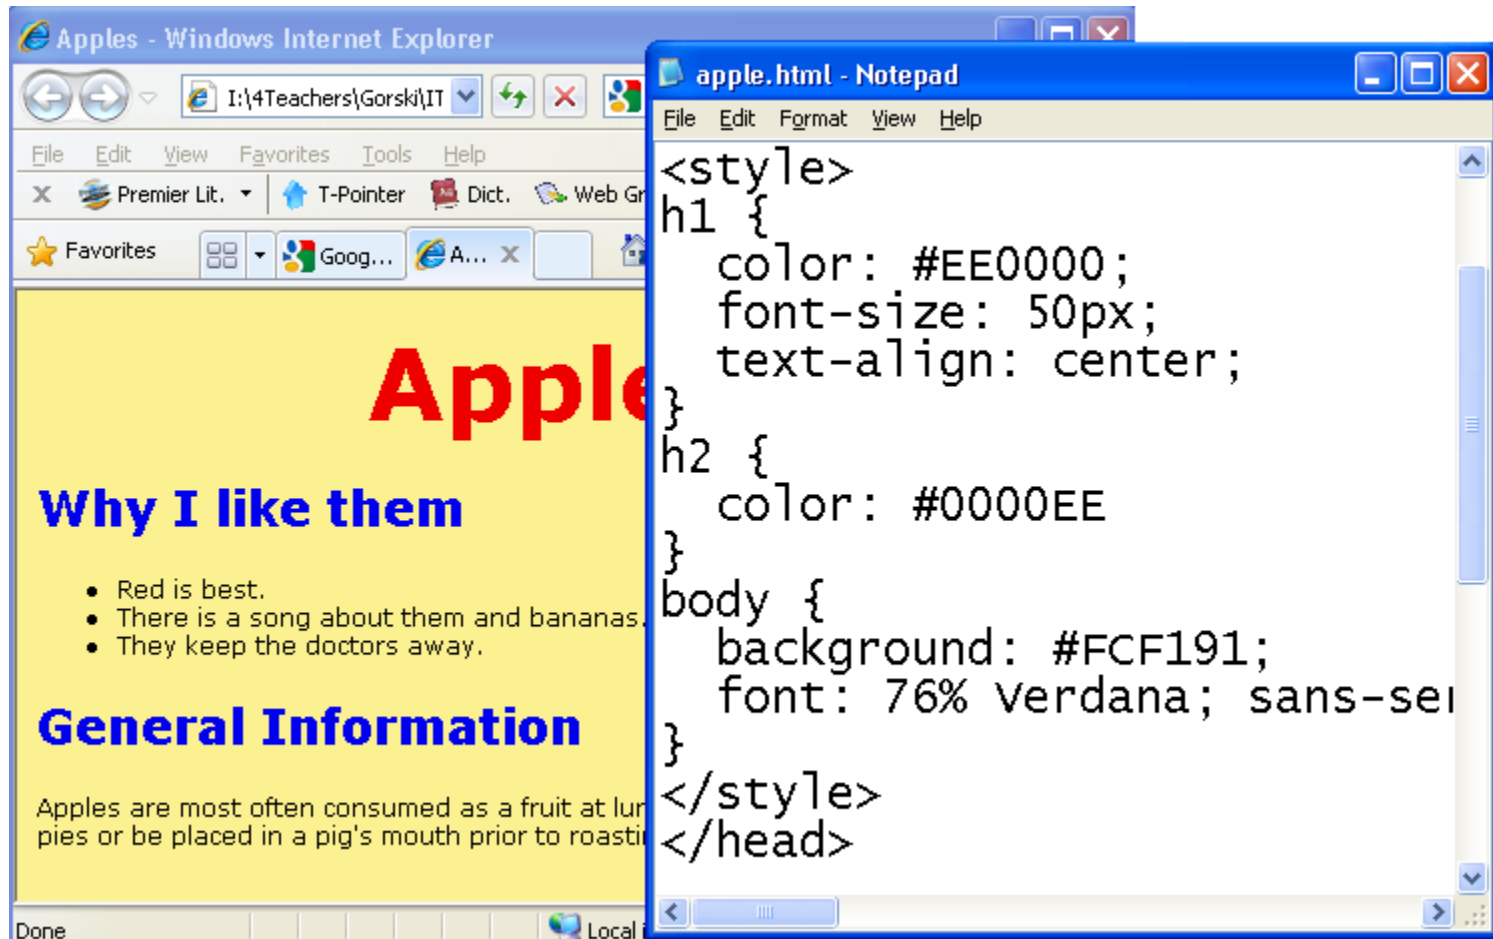 Apples - Windows Internet Explorer
I:\4Teachers\Gorski\IT
File Edit View Favorites Tools Help
X Premier Lit. T-Pointer Dict. Web Gr
Favorites Goog... A... X
Apple
Why I like them
• Red is best.
• There is a song about them and bananas.
• They keep the doctors away.
General Information
Apples are most often consumed as a fruit at lun
pies or be placed in a pig's mouth prior to roasti
Done Local i
apple.html - Notepad
File Edit Format View Help
<style>
h1 {
color: #EE0000;
font-size: 50px;
text-align: center;
}
h2 {
color: #0000EE
}
body {
background: #FCF191;
font: 76% Verdana; sans-ser
}
</style>
</head>